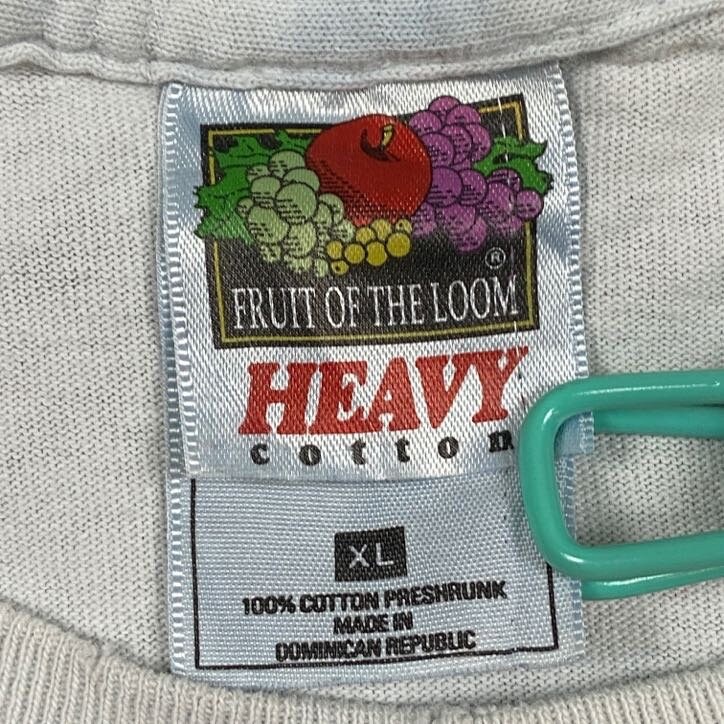 ®
FRUIT OF THE LOOM
HEAVY
cotton
XL
100% COTTON PRESHRUNK
MADE IN
DOMINICAN REPUBLIC